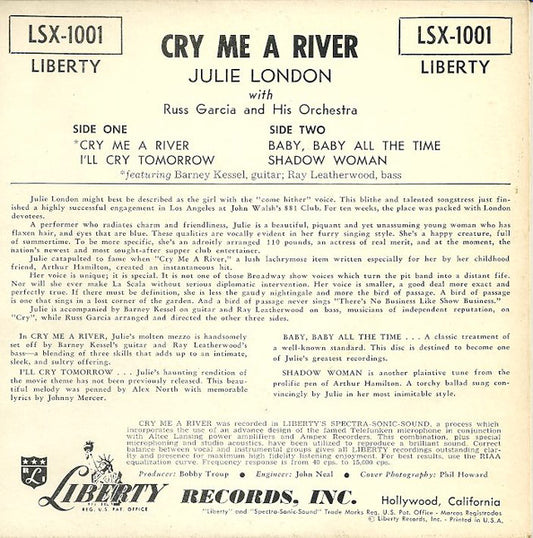 LSX-1001
LIBERTY
CRY ME A RIVER
JULIE LONDON
with
Russ Garcia and His Orchestra
LSX-1001
LIBERTY
SIDE ONE
*CRY ME A RIVER
I'LL CRY TOMORROW
SIDE TWO
BABY, BABY ALL THE TIME
SHADOW WOMAN
*featuring Barney Kessel, guitar; Ray Leatherwood, bass
Julie London might best be described as the girl with the "come hither" voice. This blithe and talented songstress just fin-
ished a highly successful engagement in Los Angeles at John Walsh's 881 Club. For ten weeks, the place was packed with London
devotees.
A performer who radiates charm and friendliness, Julie is a beautiful, piquant and yet unassuming young woman who has
flaxen hair, and eyes that are blue. These qualities are vocally evident in her furry singing style. She's a happy creature, full
of summertime. To be more specific, she's an adroitly arranged 110 pounds, an actress of real merit, and at the moment, the
nation's newest and most sought-after supper club entertainer.
Julie catapulted to fame when "Cry Me A River," a lush lachrymose item written especially for her by her childhood
friend, Arthur Hamilton, created an instantaneous hit.
Her voice is unique; it is special. It is not one of those Broadway show voices which turn the pit band into a distant fife.
Nor will she ever make La Scala without serious diplomatic intervention. Her voice is smaller, a good deal more exact and
perfectly true. If there must be definition, here is less the caged nightingale and more the bird of passage. A bird of passage
is one that sings in a lost corner of the garden. And a bird of passage never sings "There's No Business Like Show Business."
Julie is accompanied by Barney Kessel on guitar and Ray Leatherwood on bass, musicians of independent reputation, on
"Cry", while Russ Garcia arranged and directed the other three sides.
In CRY ME A RIVER, Julie's molten mezzo is handsomely
set off by Barney Kessel's guitar and Ray Leatherwood's
bass—a blending of three skills that adds up to an intimate,
sleek, and sultry offering.
I'LL CRY TOMORROW . . . Julie's haunting rendition of
the movie theme has not been previously released. This beau-
tiful melody was penned by Alex North with memorable
lyrics by Johnny Mercer.
BABY, BABY ALL THE TIME . . . A classic treatment of
a well-known standard. This disc is destined to become one
of Julie's greatest recordings.
SHADOW WOMAN is another plaintive tune from the
prolific pen of Arthur Hamilton. A torchy ballad sung con-
vincingly by Julie in her most inimitable style.
CRY ME A RIVER was recorded in LIBERTY'S SPECTRA-SONIC-SOUND, a process which
incorporates the use of an advance design of the famed Telefunken microphone in conjunction
with Altec Lansing power amplifiers and Ampex Recorders. This combination, plus special
microphoning and studio acoustics, have been utilized to reproduce a brilliant sound. Correct
balance between vocal and instrumental groups gives all LIBERTY recordings outstanding clar-
ity and presence for maximum high fidelity listening enjoyment. For best results, use the RIAA
equalization curve. Frequency response is from 40 cps. to 15,000 cps.
Producer: Bobby Troup • Engineer: John Neal • Cover Photography: Phil Howard
LIBERTY RECORDS, INC.
REG. U.S. PAT. OFFICE
Hollywood, California
"Liberty" and "Spectra-Sonic-Sound" Trade Marks Reg. U.S. Pat. Office - Marcas Registradas
© Liberty Records, Inc. - Printed in U.S.A.